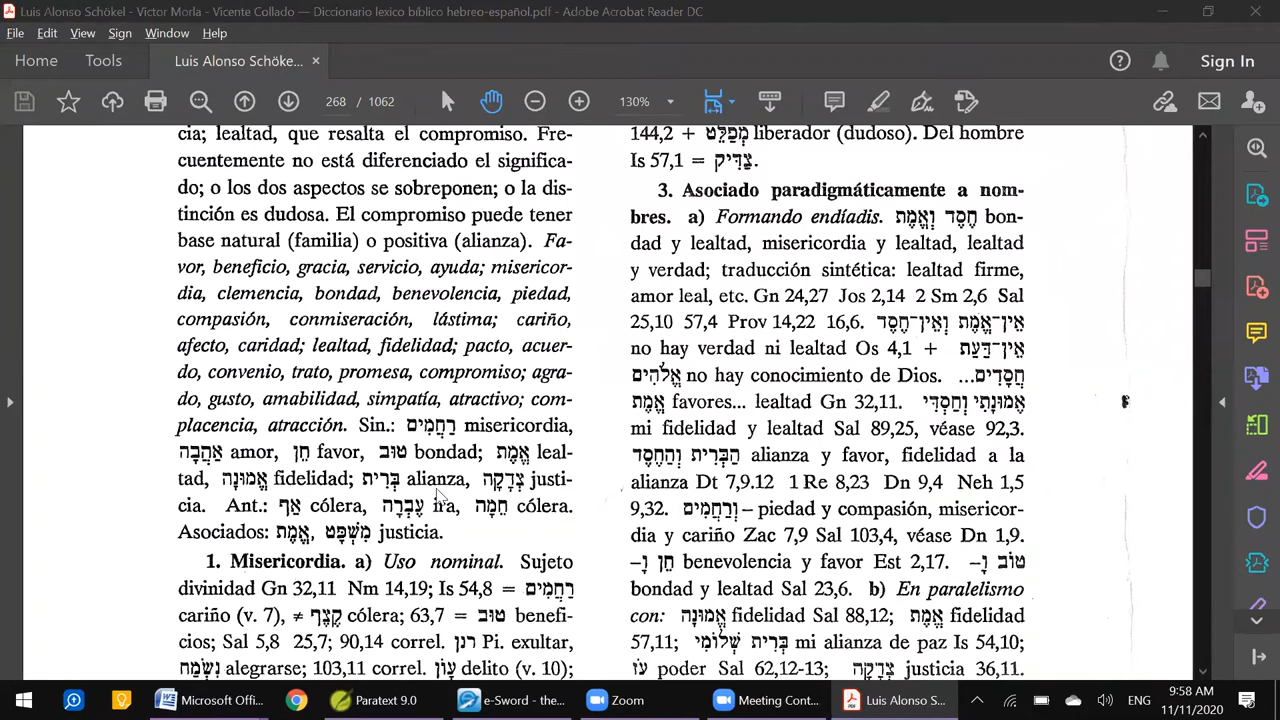 Luis Alonso Schökel - Victor Morla - Vicente Collado — Diccionario lexico bíblico hebreo-español.pdf - Adobe Acrobat Reader DC
File Edit View Sign Window Help
Home Tools Luis Alonso Schöke... × Sign In
268 / 1062 130%
cia; lealtad, que resalta el compromiso. Fre-
cuentemente no está diferenciado el significa-
do; o los dos aspectos se sobreponen; o la dis-
tinción es dudosa. El compromiso puede tener
base natural (familia) o positiva (alianza). Fa-
vor, beneficio, gracia, servicio, ayuda; misericor-
dia, clemencia, bondad, benevolencia, piedad,
compasión, conmiseración, lástima; cariño,
afecto, caridad; lealtad, fidelidad; pacto, acuer-
do, convenio, trato, promesa, compromiso; agra-
do, gusto, amabilidad, simpatía, atractivo; com-
placencia, atracción. Sin.: רַחֲמִים misericordia,
אַהֲבָה amor, חֵן favor, טוּב bondad; אֱמֶת leal-
tad, אֱמוּנָה fidelidad; בְּרִית alianza, צְדָקָה justi-
cia. Ant.: אַף cólera, עֶבְרָה ira, חֵמָה cólera.
Asociados: אֱמֶת, מִשְׁפָּט justicia.
1. Misericordia. a) Uso nominal. Sujeto
divinidad Gn 32,11 Nm 14,19; Is 54,8 = רַחֲמִים
cariño (v. 7), ≠ קֶצֶף cólera; 63,7 = טוּב benefi-
cios; Sal 5,8 25,7; 90,14 correl. רנן Pi. exultar,
נִשְׂמַח alegrarse; 103,11 correl. עָוֹן delito (v. 10);
144,2 + מְפַלֵּט liberador (dudoso). Del hombre
Is 57,1 = צַדִּיק.
3. Asociado paradigmáticamente a nom-
bres. a) Formando endíadis. חֶסֶד וֶאֱמֶת bon-
dad y lealtad, misericordia y lealtad, lealtad
y verdad; traducción sintética: lealtad firme,
amor leal, etc. Gn 24,27 Jos 2,14 2 Sm 2,6 Sal
25,10 57,4 Prov 14,22 16,6. אֵין־אֱמֶת וְאֵין־חֶסֶד
no hay verdad ni lealtad Os 4,1 + אֵין־דַּעַת
אֱלֹהִים no hay conocimiento de Dios. חֲסָדִים...
אֱמֶת favores... lealtad Gn 32,11. אֱמוּנָתִי וְחַסְדִּי
mi fidelidad y lealtad Sal 89,25, véase 92,3.
הַבְּרִית וְהַחֶסֶד alianza y favor, fidelidad a la
alianza Dt 7,9.12 1 Re 8,23 Dn 9,4 Neh 1,5
9,32. וְרַחֲמִים– piedad y compasión, misericor-
dia y cariño Zac 7,9 Sal 103,4, véase Dn 1,9.
חֵן וָ– benevolencia y favor Est 2,17. טוֹב וָ–
bondad y lealtad Sal 23,6. b) En paralelismo
con: אֱמוּנָה fidelidad Sal 88,12; אֱמֶת fidelidad
57,11; בְּרִית שְׁלוֹמִי mi alianza de paz Is 54,10;
עֹז poder Sal 62,12-13; צְדָקָה justicia 36,11.
Microsoft Offi... Paratext 9.0 e-Sword - the... Zoom Meeting Cont... Luis Alonso S... ENG 9:58 AM
11/11/2020